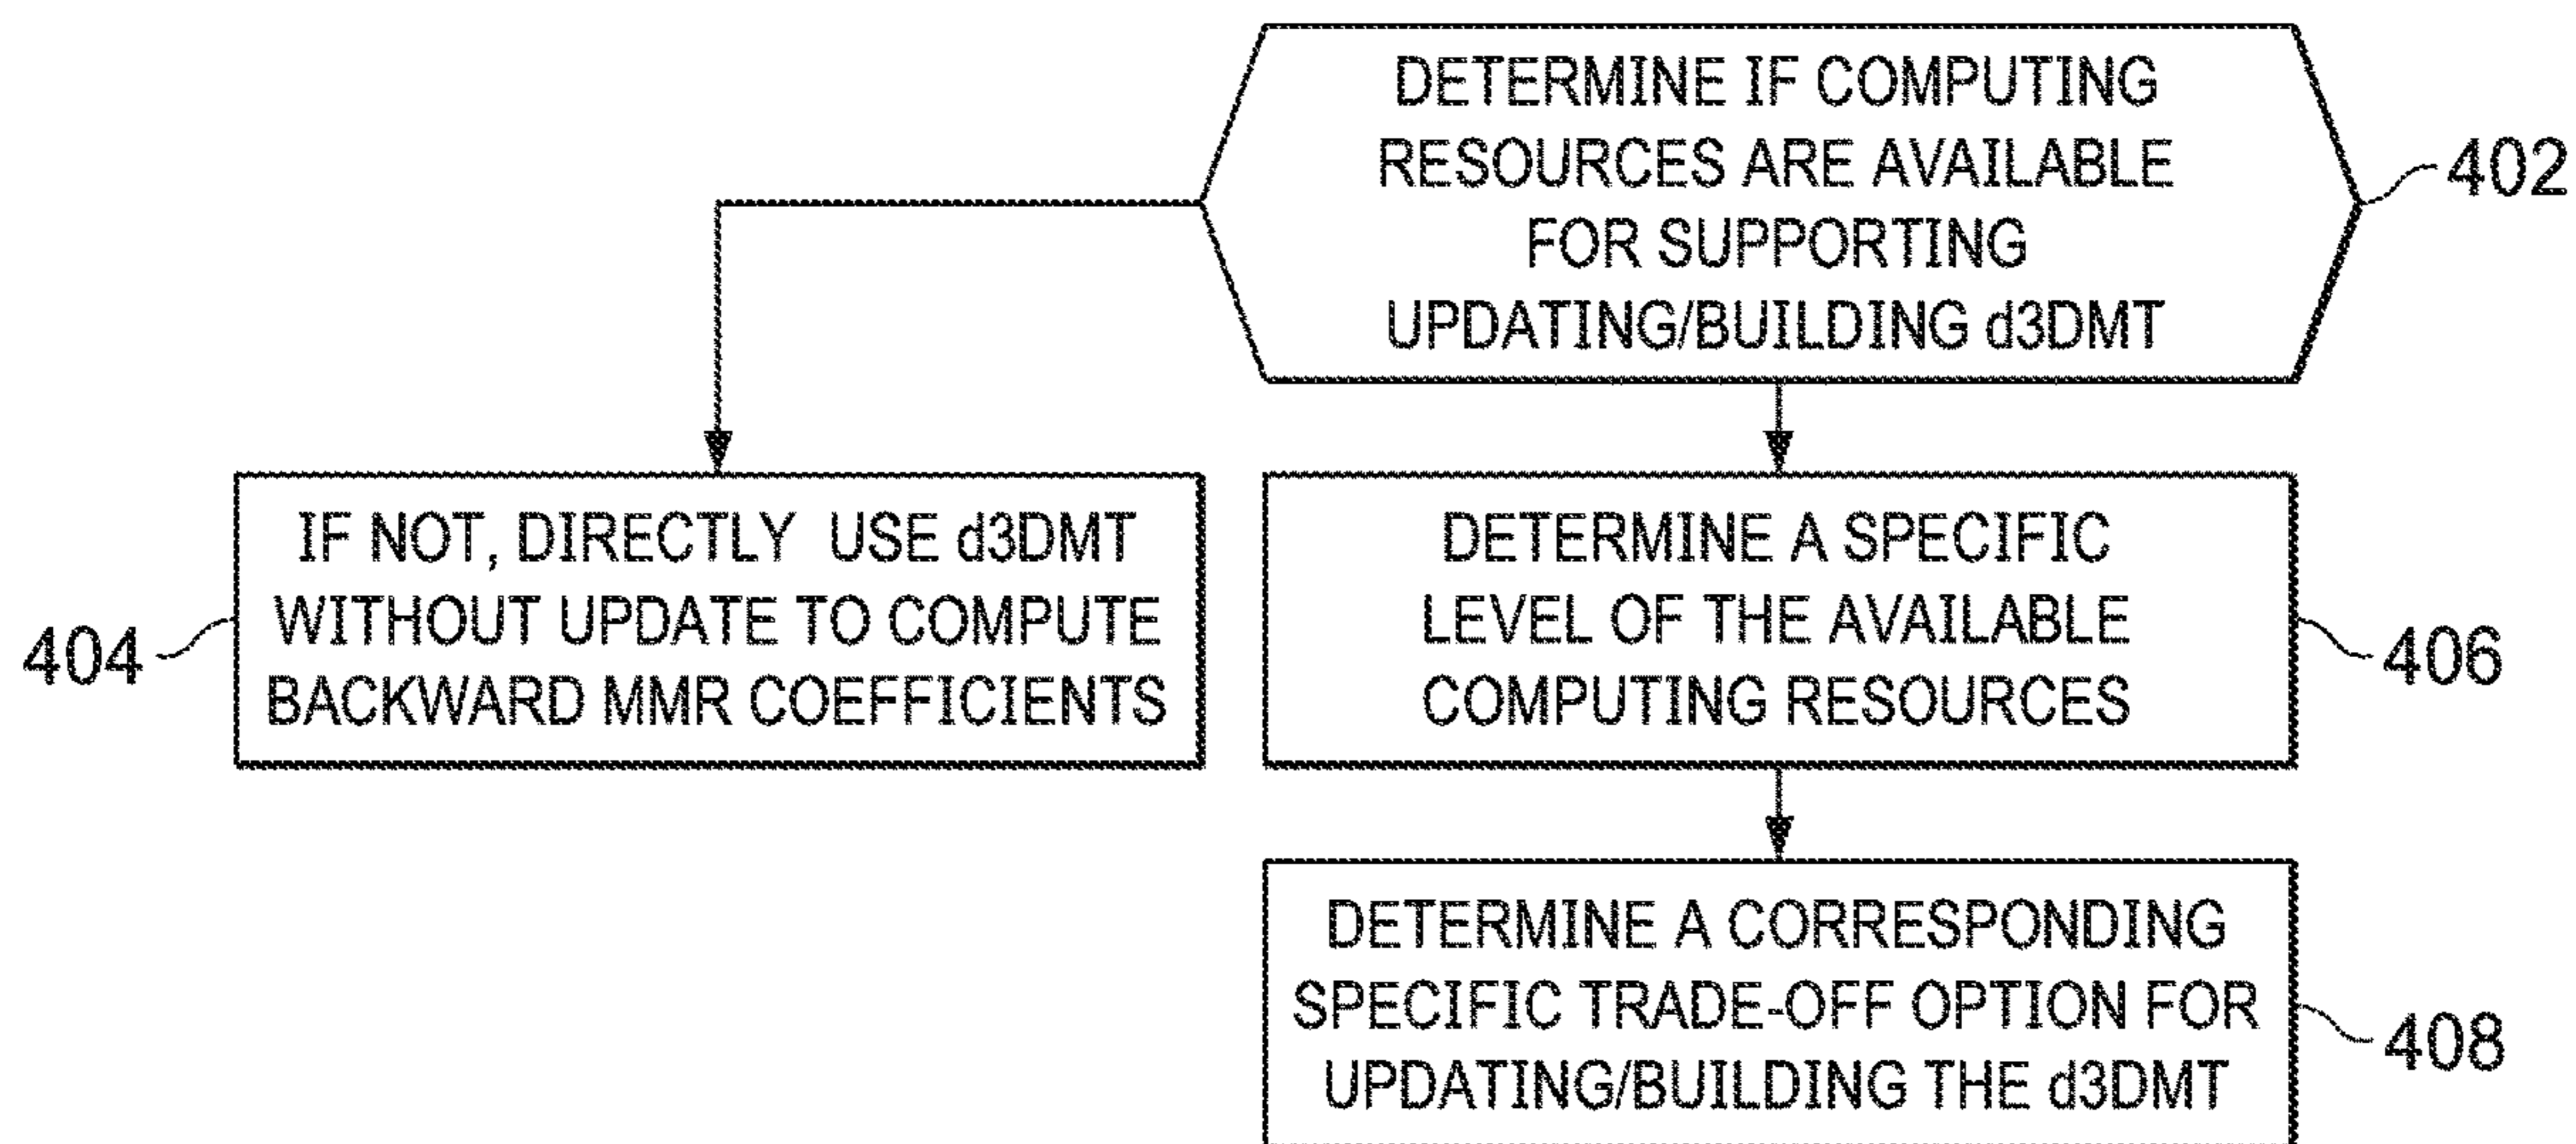 DETERMINE IF COMPUTING
RESOURCES ARE AVAILABLE
FOR SUPPORTING
UPDATING/BUILDING d3DMT
402
IF NOT, DIRECTLY USE d3DMT
WITHOUT UPDATE TO COMPUTE
BACKWARD MMR COEFFICIENTS
404
DETERMINE A SPECIFIC
LEVEL OF THE AVAILABLE
COMPUTING RESOURCES
406
DETERMINE A CORRESPONDING
SPECIFIC TRADE-OFF OPTION FOR
UPDATING/BUILDING THE d3DMT
408